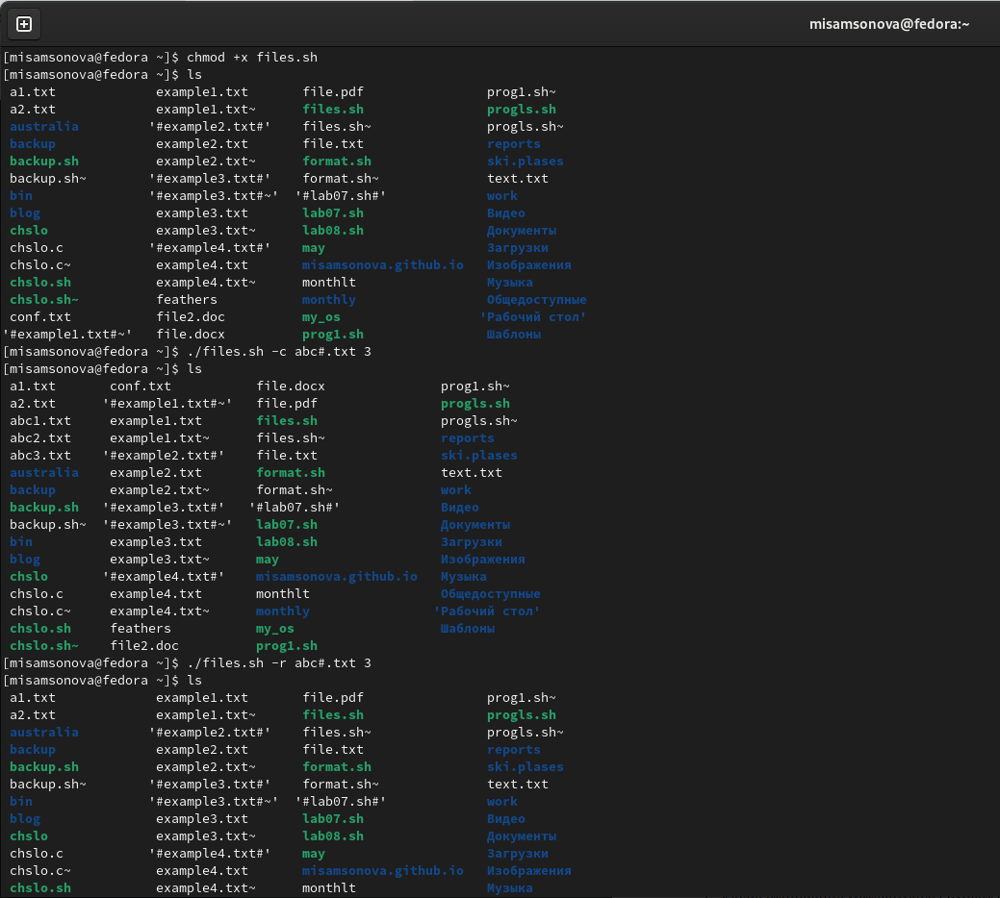 misamsonova@fedora:~
[misamsonova@fedora ~]$ chmod +x files.sh
[misamsonova@fedora ~]$ ls
a1.txt example1.txt file.pdf prog1.sh~
a2.txt example1.txt~ files.sh progls.sh
australia '#example2.txt#' files.sh~ progls.sh~
backup example2.txt file.txt reports
backup.sh example2.txt~ format.sh ski.plases
backup.sh~ '#example3.txt#' format.sh~ text.txt
bin '#example3.txt#~' '#lab07.sh#' work
blog example3.txt lab07.sh Видео
chslo example3.txt~ lab08.sh Документы
chslo.c '#example4.txt#' may Загрузки
chslo.c~ example4.txt misamsonova.github.io Изображения
chslo.sh example4.txt~ monthlt Музыка
chslo.sh~ feathers monthly Общедоступные
conf.txt file2.doc my_os 'Рабочий стол'
'#example1.txt#~' file.docx prog1.sh Шаблоны
[misamsonova@fedora ~]$ ./files.sh -c abc#.txt 3
[misamsonova@fedora ~]$ ls
a1.txt conf.txt file.docx prog1.sh~
a2.txt '#example1.txt#~' file.pdf progls.sh
abc1.txt example1.txt files.sh progls.sh~
abc2.txt example1.txt~ files.sh~ reports
abc3.txt '#example2.txt#' file.txt ski.plases
australia example2.txt format.sh text.txt
backup example2.txt~ format.sh~ work
backup.sh '#example3.txt#' '#lab07.sh#' Видео
backup.sh~ '#example3.txt#~' lab07.sh Документы
bin example3.txt lab08.sh Загрузки
blog example3.txt~ may Изображения
chslo '#example4.txt#' misamsonova.github.io Музыка
chslo.c example4.txt monthlt Общедоступные
chslo.c~ example4.txt~ monthly 'Рабочий стол'
chslo.sh feathers my_os Шаблоны
chslo.sh~ file2.doc prog1.sh
[misamsonova@fedora ~]$ ./files.sh -r abc#.txt 3
[misamsonova@fedora ~]$ ls
a1.txt example1.txt file.pdf prog1.sh~
a2.txt example1.txt~ files.sh progls.sh
australia '#example2.txt#' files.sh~ progls.sh~
backup example2.txt file.txt reports
backup.sh example2.txt~ format.sh ski.plases
backup.sh~ '#example3.txt#' format.sh~ text.txt
bin '#example3.txt#~' '#lab07.sh#' work
blog example3.txt lab07.sh Видео
chslo example3.txt~ lab08.sh Документы
chslo.c '#example4.txt#' may Загрузки
chslo.c~ example4.txt misamsonova.github.io Изображения
chslo.sh example4.txt~ monthlt Музыка